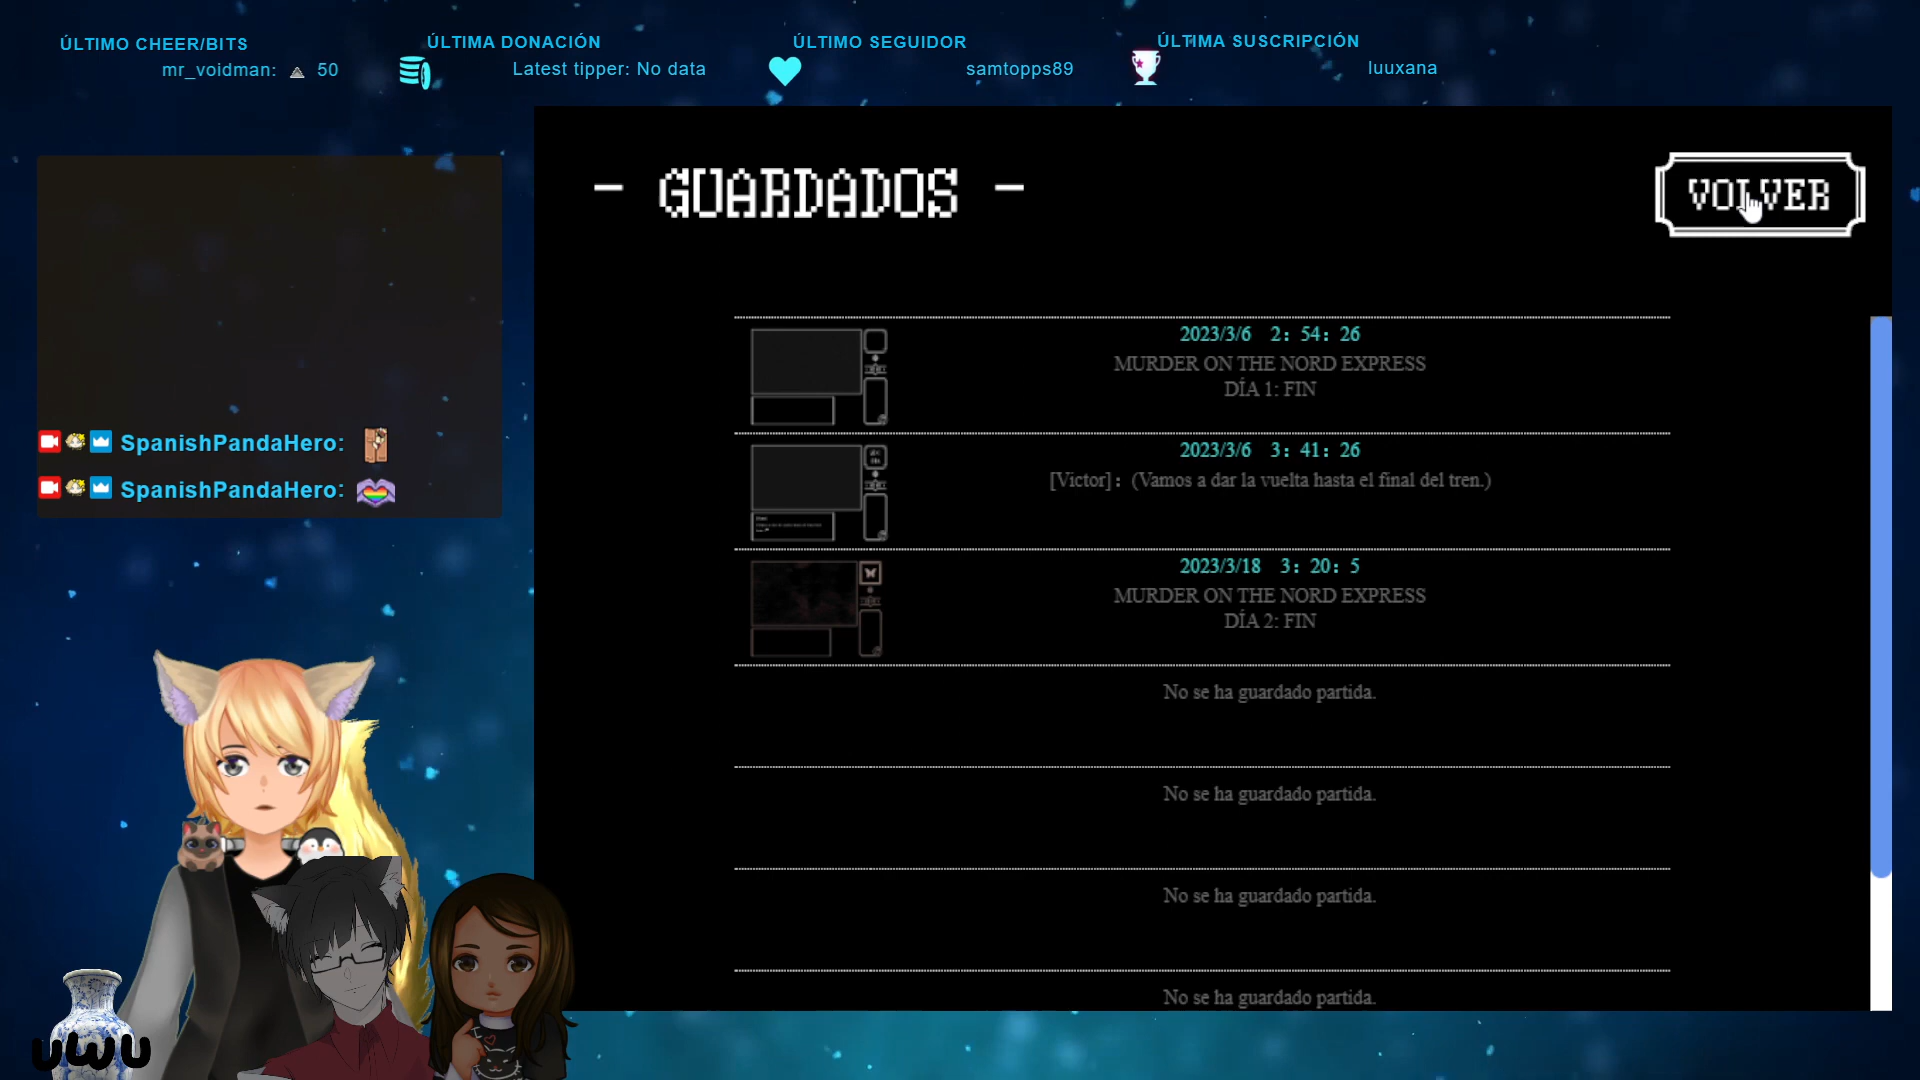 ÚLTIMO CHEER/BITS
mr_voidman: 50
ÚLTIMA DONACIÓN
Latest tipper: No data
ÚLTIMO SEGUIDOR
samtopps89
ÚLTIMA SUSCRIPCIÓN
luuxana
- GUARDADOS -
VOLVER
2023/3/6 2: 54: 26
MURDER ON THE NORD EXPRESS
DÍA 1: FIN
2023/3/6 3: 41: 26
[Victor]: (Vamos a dar la vuelta hasta el final del tren.)
2023/3/18 3: 20: 5
MURDER ON THE NORD EXPRESS
DÍA 2: FIN
No se ha guardado partida.
No se ha guardado partida.
No se ha guardado partida.
No se ha guardado partida.
SpanishPandaHero:
SpanishPandaHero:
uwu